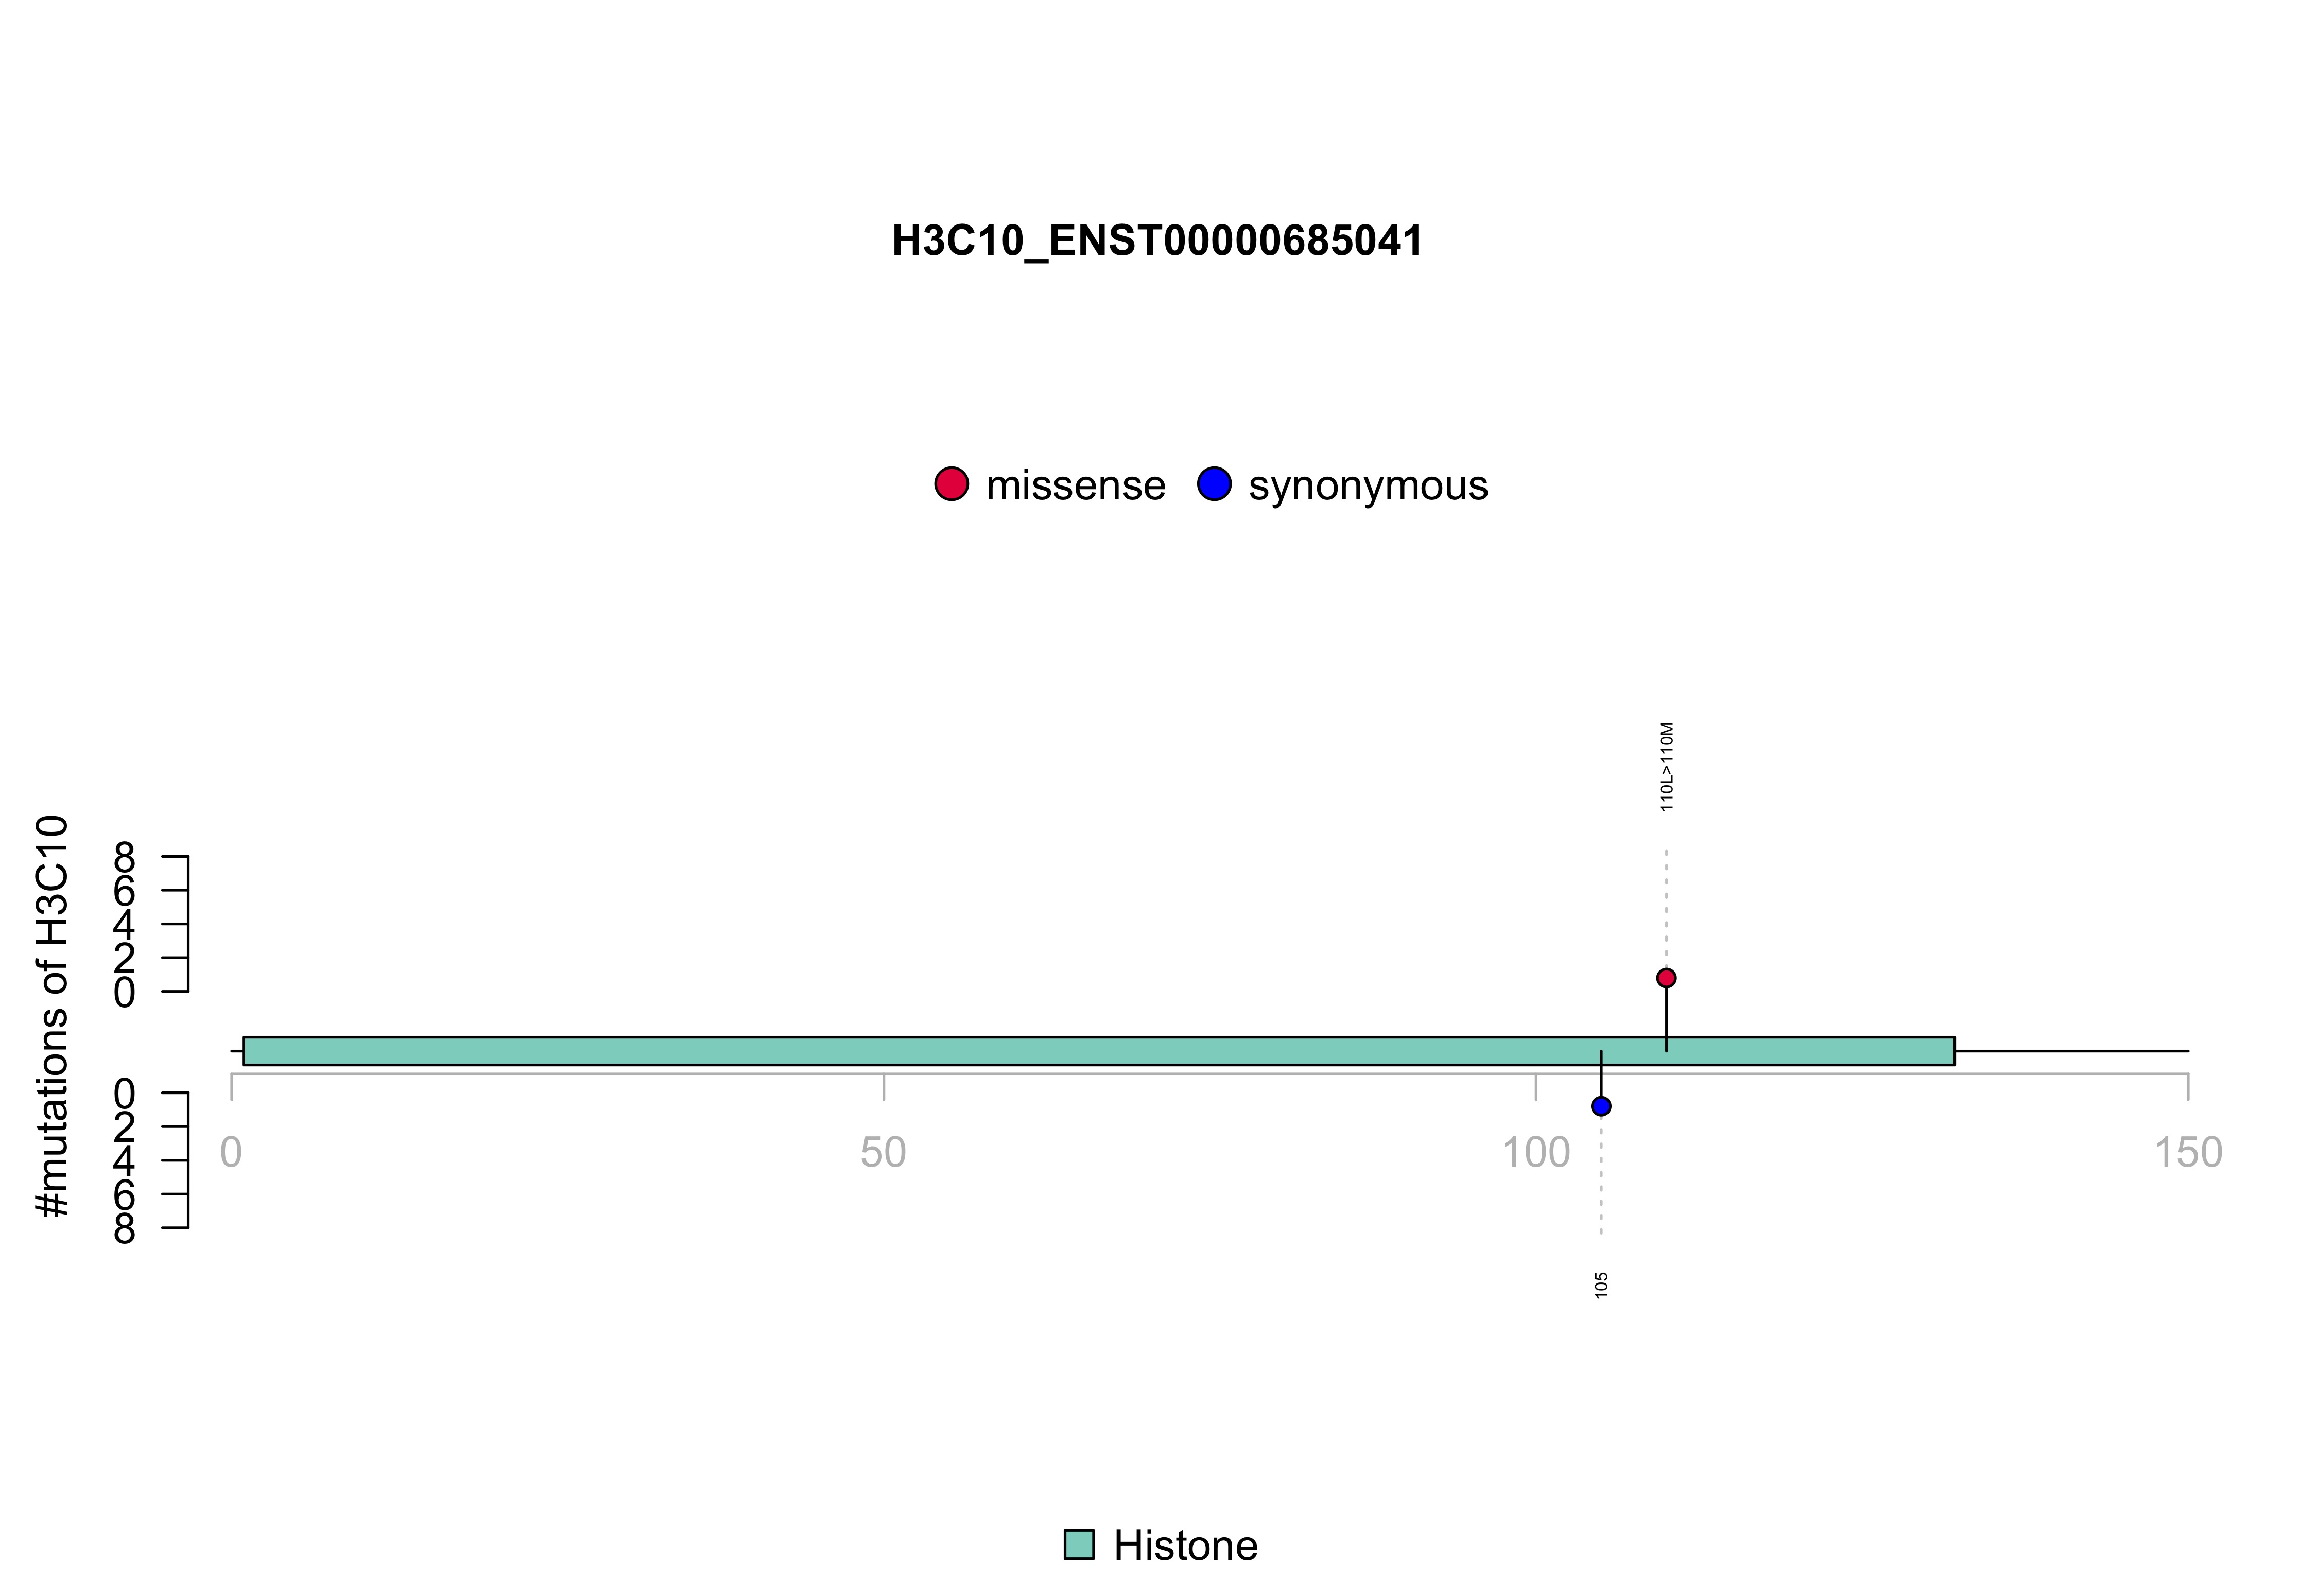 H3C10_ENST00000685041
missense synonymous
110L>110M
#mutations of H3C10
8
6
4
2
0
0
2
4
6
8
0 50 100 150
105
Histone